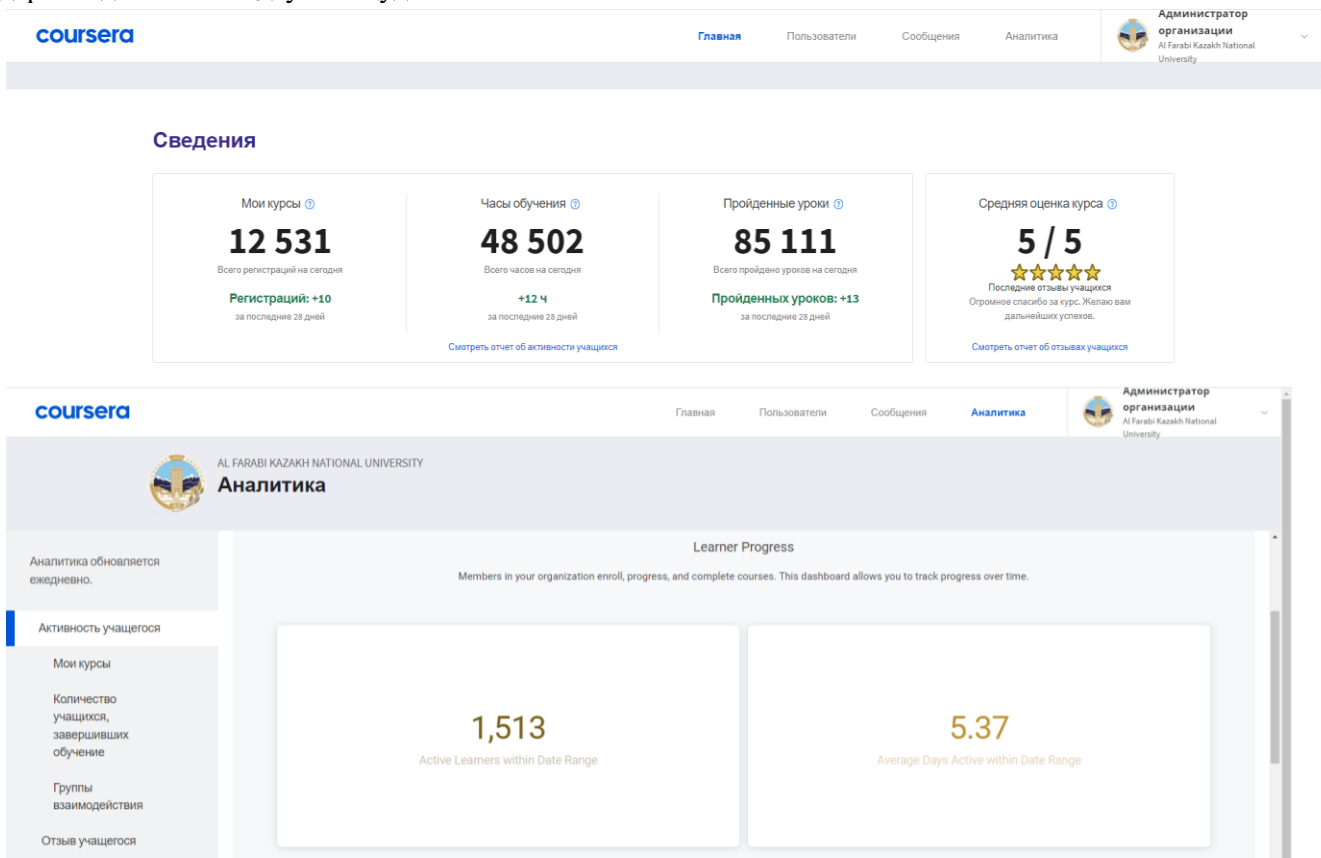 coursera
Главная Пользователи Сообщения Аналитика
Администратор
организации
Al Farabi Kazakh National
University
Сведения
Мои курсы
12 531
Всего регистраций на сегодня
Регистраций: +10
за последние 28 дней
Часы обучения
48 502
Всего часов на сегодня
+12 ч
за последние 28 дней
Смотреть отчет об активности учащихся
Пройденные уроки
85 111
Всего пройдено уроков на сегодня
Пройденных уроков: +13
за последние 28 дней
Средняя оценка курса
5 / 5
Последние отзывы учащихся
Огромное спасибо за курс. Желаю вам
дальнейших успехов.
Смотреть отчет об отзывах учащихся
coursera
Главная Пользователи Сообщения Аналитика
Администратор
организации
Al Farabi Kazakh National
University
AL FARABI KAZAKH NATIONAL UNIVERSITY
Аналитика
Аналитика обновляется
ежедневно.
Активность учащегося
Мои курсы
Количество
учащихся,
завершивших
обучение
Группы
взаимодействия
Отзыв учащегося
Learner Progress
Members in your organization enroll, progress, and complete courses. This dashboard allows you to track progress over time.
1,513
Active Learners within Date Range
5.37
Average Days Active within Date Range